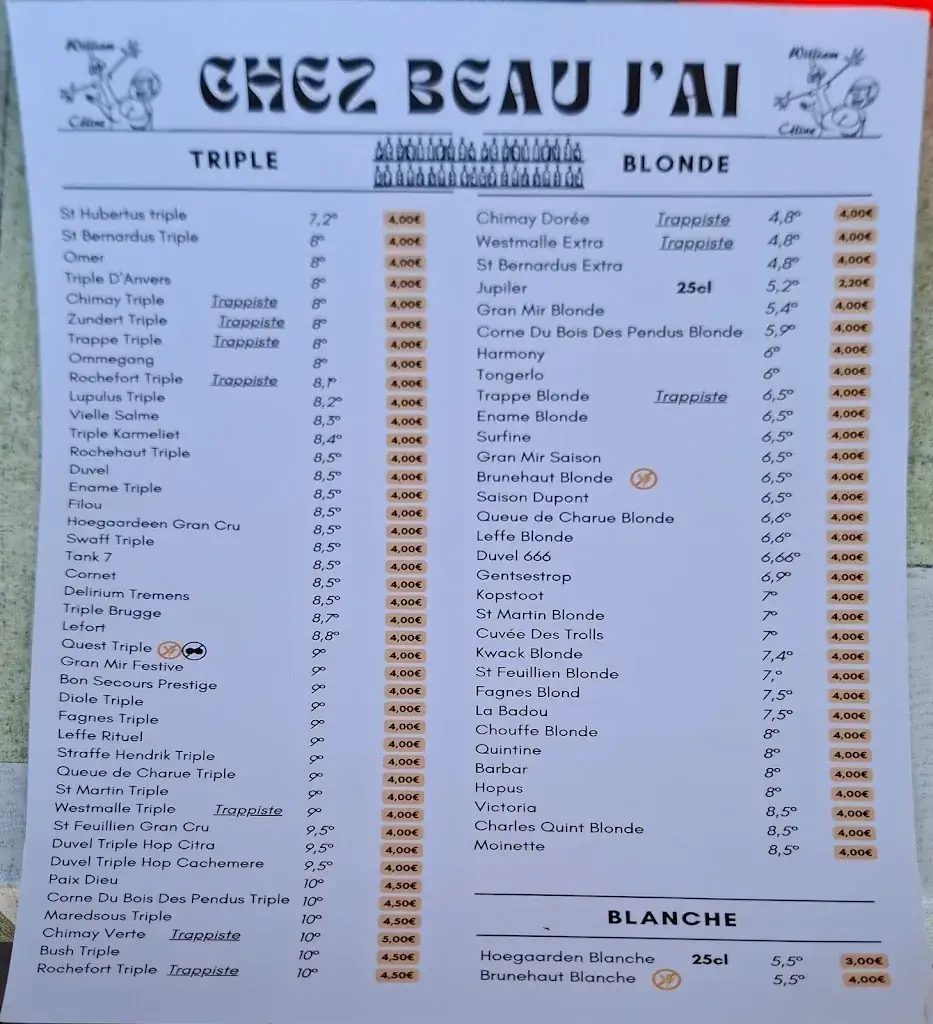 William
Céline
CHEZ BEAU J'AI
William
Céline
TRIPLE
St Hubertus triple 7,2° 4,00€
St Bernardus Triple 8° 4,00€
Omer 8° 4,00€
Triple D'Anvers 8° 4,00€
Chimay Triple Trappiste 8° 4,00€
Zundert Triple Trappiste 8° 4,00€
Trappe Triple Trappiste 8° 4,00€
Ommegang 8° 4,00€
Rochefort Triple Trappiste 8,1° 4,00€
Lupulus Triple 8,2° 4,00€
Vielle Salme 8,3° 4,00€
Triple Karmeliet 8,4° 4,00€
Rochehaut Triple 8,5° 4,00€
Duvel 8,5° 4,00€
Ename Triple 8,5° 4,00€
Filou 8,5° 4,00€
Hoegaardeen Gran Cru 8,5° 4,00€
Swaff Triple 8,5° 4,00€
Tank 7 8,5° 4,00€
Cornet 8,5° 4,00€
Delirium Tremens 8,5° 4,00€
Triple Brugge 8,7° 4,00€
Lefort 8,8° 4,00€
Quest Triple 9° 4,00€
Gran Mir Festive 9° 4,00€
Bon Secours Prestige 9° 4,00€
Diole Triple 9° 4,00€
Fagnes Triple 9° 4,00€
Leffe Rituel 9° 4,00€
Straffe Hendrik Triple 9° 4,00€
Queue de Charue Triple 9° 4,00€
St Martin Triple 9° 4,00€
Westmalle Triple Trappiste 9° 4,00€
St Feuillien Gran Cru 9,5° 4,00€
Duvel Triple Hop Citra 9,5° 4,00€
Duvel Triple Hop Cachemere 9,5° 4,00€
Paix Dieu 10° 4,50€
Corne Du Bois Des Pendus Triple 10° 4,50€
Maredsous Triple 10° 4,50€
Chimay Verte Trappiste 10° 5,00€
Bush Triple 10° 4,50€
Rochefort Triple Trappiste 10° 4,50€
BLONDE
Chimay Dorée Trappiste 4,8° 4,00€
Westmalle Extra Trappiste 4,8° 4,00€
St Bernardus Extra 4,8° 4,00€
Jupiler 25cl 5,2° 2,20€
Gran Mir Blonde 5,4° 4,00€
Corne Du Bois Des Pendus Blonde 5,9° 4,00€
Harmony 6° 4,00€
Tongerlo 6° 4,00€
Trappe Blonde Trappiste 6,5° 4,00€
Ename Blonde 6,5° 4,00€
Surfine 6,5° 4,00€
Gran Mir Saison 6,5° 4,00€
Brunehaut Blonde 6,5° 4,00€
Saison Dupont 6,5° 4,00€
Queue de Charue Blonde 6,6° 4,00€
Leffe Blonde 6,6° 4,00€
Duvel 666 6,66° 4,00€
Gentsestrop 6,9° 4,00€
Kopstoot 7° 4,00€
St Martin Blonde 7° 4,00€
Cuvée Des Trolls 7° 4,00€
Kwack Blonde 7,4° 4,00€
St Feuillien Blonde 7,° 4,00€
Fagnes Blond 7,5° 4,00€
La Badou 7,5° 4,00€
Chouffe Blonde 8° 4,00€
Quintine 8° 4,00€
Barbar 8° 4,00€
Hopus 8° 4,00€
Victoria 8,5° 4,00€
Charles Quint Blonde 8,5° 4,00€
Moinette 8,5° 4,00€
BLANCHE
Hoegaarden Blanche 25cl 5,5° 3,00€
Brunehaut Blanche 5,5° 4,00€